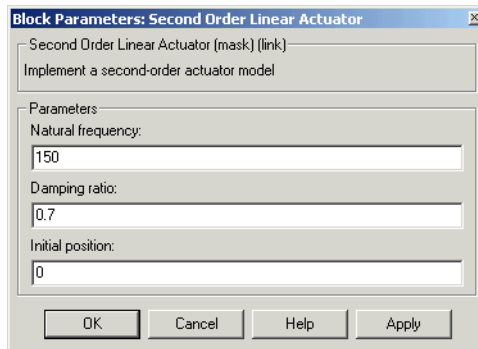 Block Parameters: Second Order Linear Actuator
Second Order Linear Actuator (mask) (link)
Implement a second-order actuator model
Parameters
Natural frequency:
150
Damping ratio:
0.7
Initial position:
0
OK Cancel Help Apply